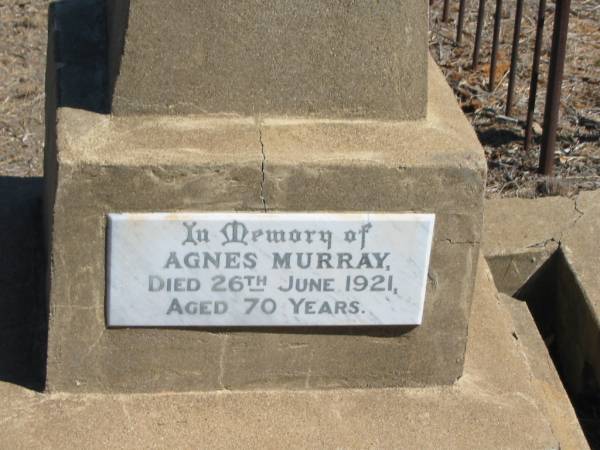 In Memory of
AGNES MURRAY,
DIED 26TH JUNE 1921,
AGED 70 YEARS.